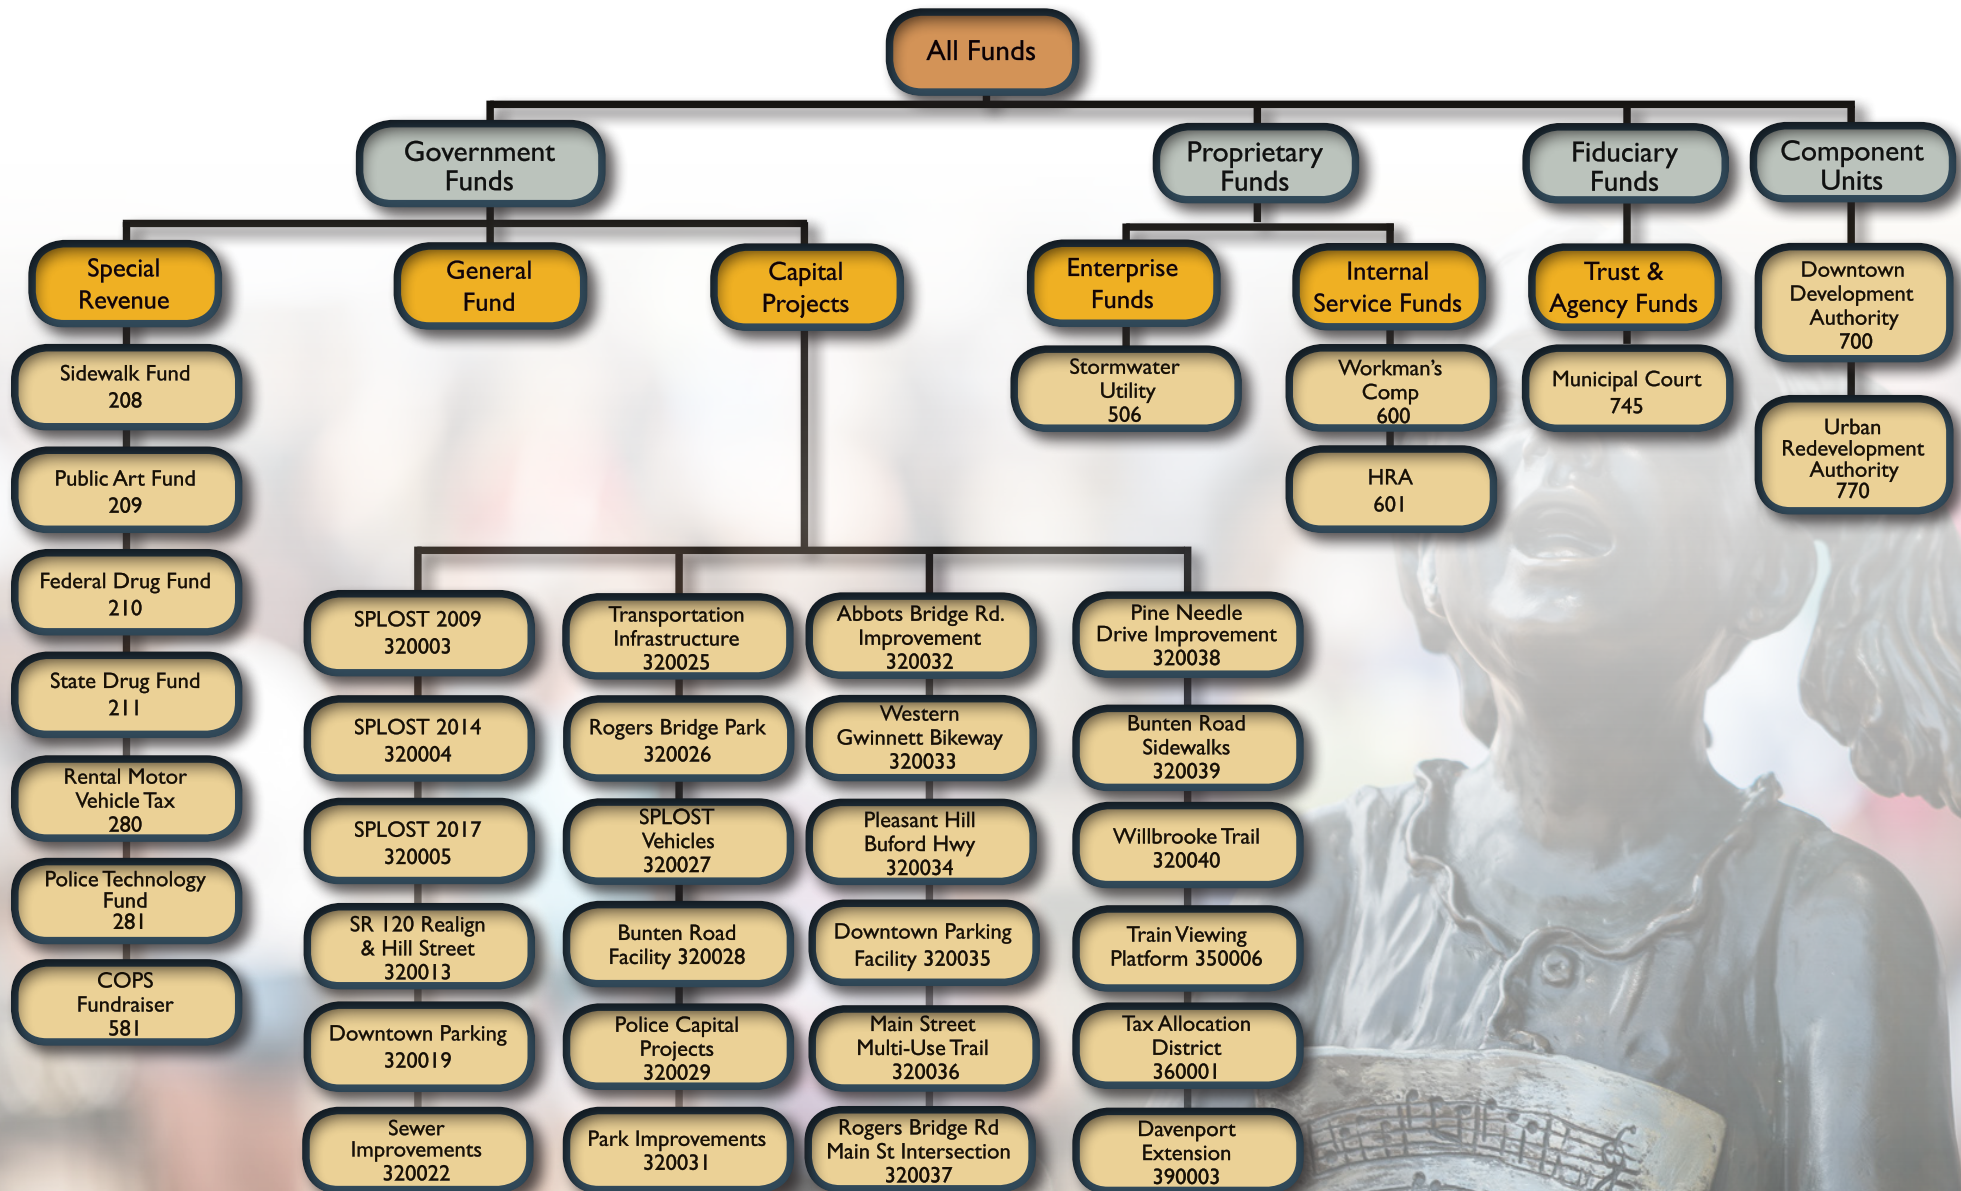 All Funds
Government
Funds
Proprietary
Funds
Fiduciary
Funds
Component
Units
Special
Revenue
General
Fund
Capital
Projects
Enterprise
Funds
Internal
Service Funds
Trust &
Agency Funds
Downtown
Development
Authority
700
Sidewalk Fund
208
Stormwater
Utility
506
Workman's
Comp
600
Municipal Court
745
Urban
Redevelopment
Authority
770
Public Art Fund
209
HRA
601
Federal Drug Fund
210
State Drug Fund
211
Rental Motor
Vehicle Tax
280
Police Technology
Fund
281
COPS
Fundraiser
581
SPLOST 2009
320003
SPLOST 2014
320004
SPLOST 2017
320005
SR 120 Realign
& Hill Street
320013
Downtown Parking
320019
Sewer
Improvements
320022
Transportation
Infrastructure
320025
Rogers Bridge Park
320026
SPLOST
Vehicles
320027
Bunten Road
Facility 320028
Police Capital
Projects
320029
Park Improvements
320031
Abbots Bridge Rd.
Improvement
320032
Western
Gwinnett Bikeway
320033
Pleasant Hill
Buford Hwy
320034
Downtown Parking
Facility 320035
Main Street
Multi-Use Trail
320036
Rogers Bridge Rd
Main St Intersection
320037
Pine Needle
Drive Improvement
320038
Bunten Road
Sidewalks
320039
Willbrooke Trail
320040
Train Viewing
Platform 350006
Tax Allocation
District
360001
Davenport
Extension
390003